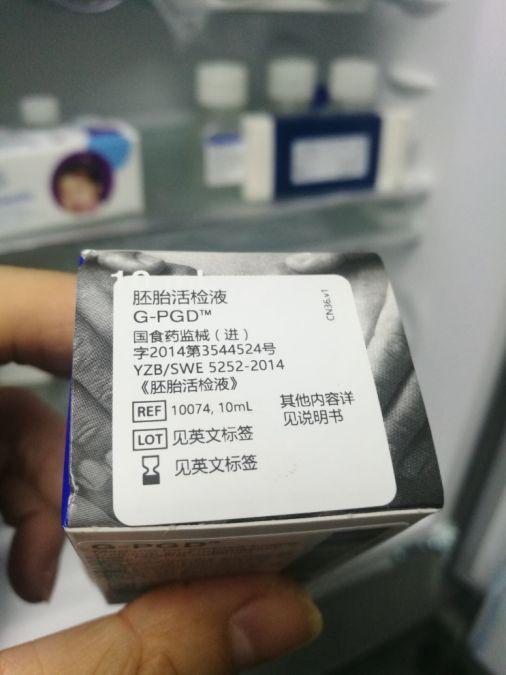 胚胎活检液
G-PGD™
国食药监械（进）
字2014第3544524号
YZB/SWE 5252-2014
《胚胎活检液》
REF 10074, 10mL
其他内容详
见说明书
LOT 见英文标签
见英文标签
CN36.v1
G-PGD™